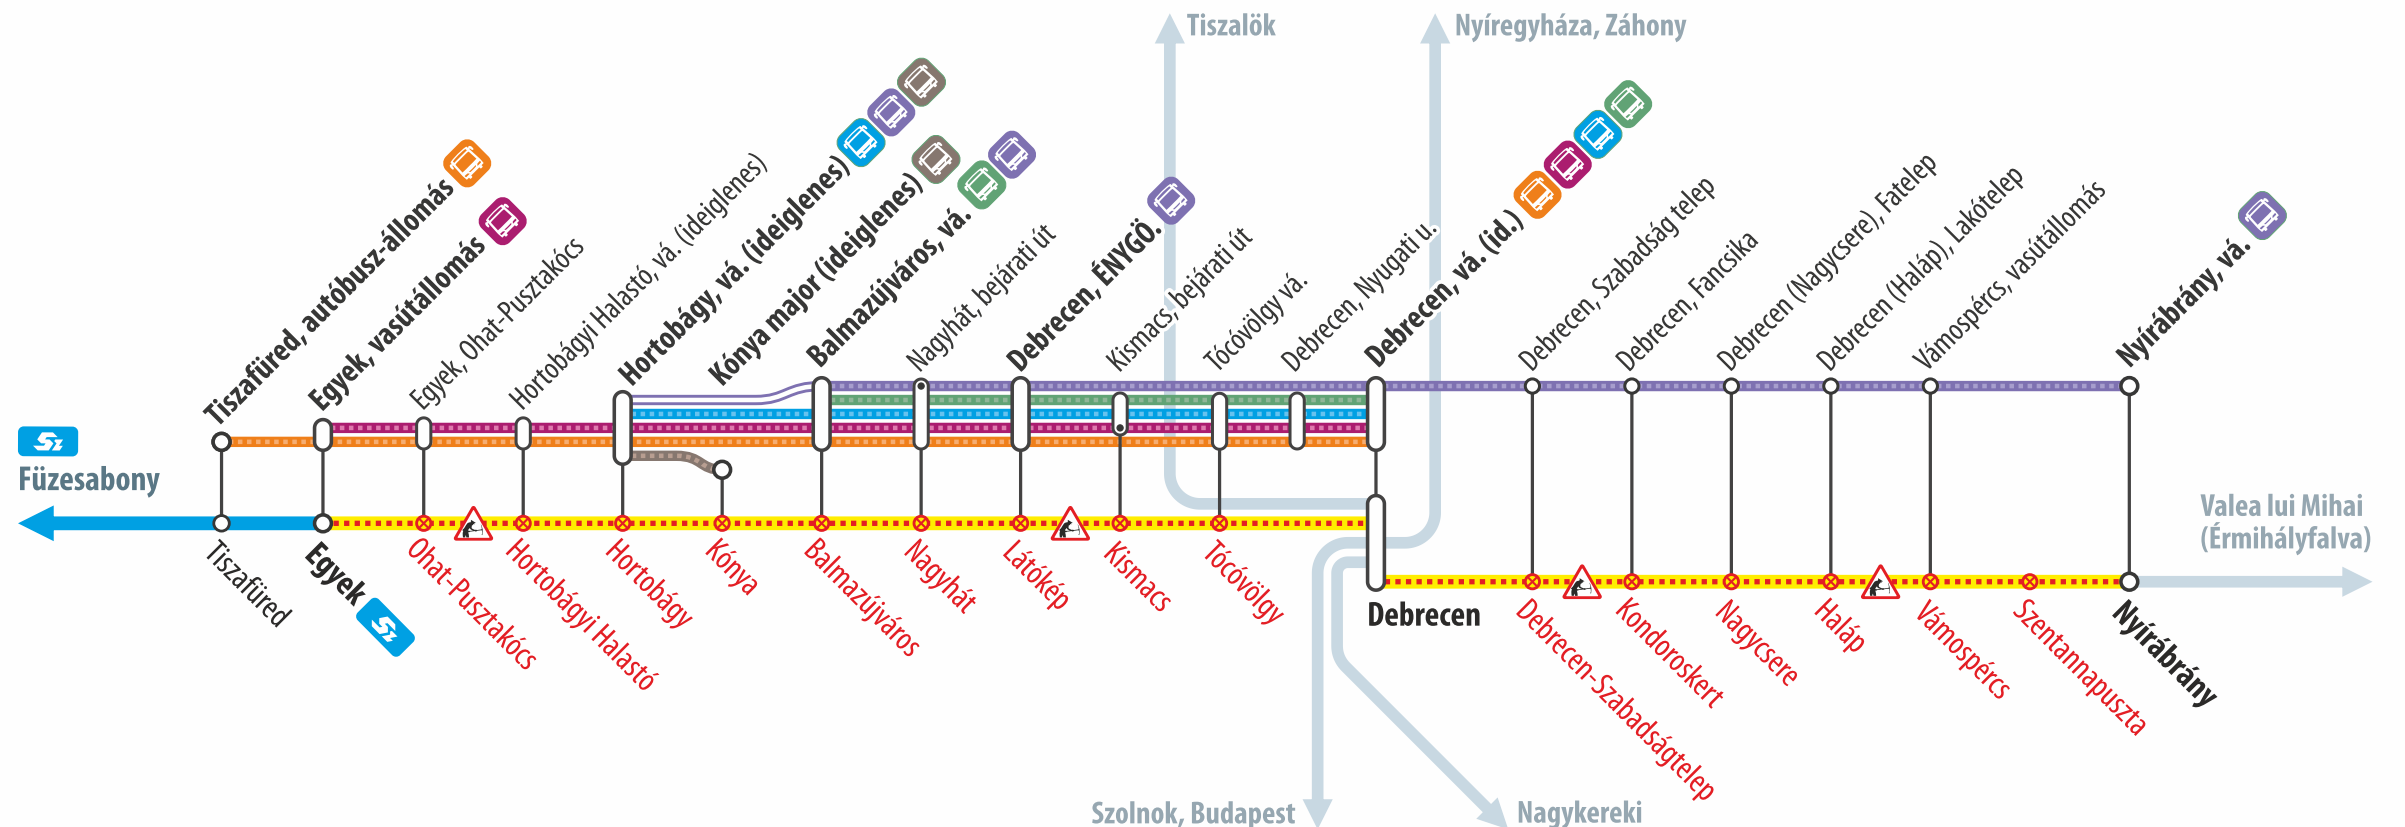 Tiszalök
Nyíregyháza, Záhony
Tiszafüred, autóbusz-állomás
Egyek, vasútállomás
Egyek, Ohat-Pusztakócs
Hortobágyi Halastó, vá. (ideiglenes)
Hortobágy, vá. (ideiglenes)
Kónya major (ideiglenes)
Balmazújváros, vá.
Nagyhát, bejárati út
Debrecen, ÉNYGÖ.
Kismacs, bejárati út
Tócóvölgy vá.
Debrecen, Nyugati u.
Debrecen, vá. (id.)
Debrecen, Szabadság telep
Debrecen, Fancsika
Debrecen (Nagycsere), Fatelep
Debrecen (Haláp), Lakótelep
Vámospércs, vasútállomás
Nyírábrány, vá.
Sz
Füzesabony
Tiszafüred
Egyek
Sz
Ohat-Pusztakócs
Hortobágyi Halastó
Hortobágy
Kónya
Balmazújváros
Nagyhát
Látókép
Kismacs
Tócóvölgy
Debrecen
Debrecen-Szabadságtelep
Kondoroskert
Nagycsere
Haláp
Vámospércs
Szentannapuszta
Nyírábrány
Valea lui Mihai
(Érmihályfalva)
Szolnok, Budapest
Nagykereki